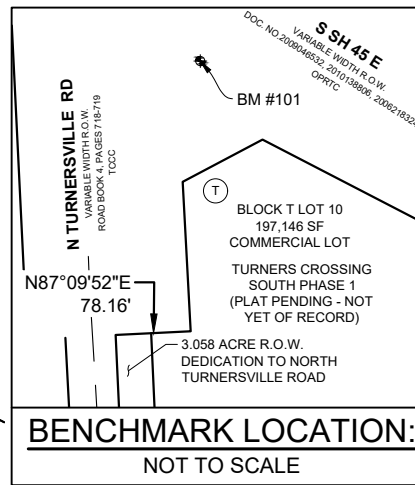 S SH 45 E
VARIABLE WIDTH R.O.W.
DOC. NO.2009046532, 2010138806, 2006218324
OPRTC
BM #101
N TURNERSVILLE RD
VARIABLE WIDTH R.O.W.
ROAD BOOK 4, PAGES 718-719
TCCC
T
BLOCK T LOT 10
197,146 SF
COMMERCIAL LOT
TURNERS CROSSING
SOUTH PHASE 1
(PLAT PENDING - NOT
YET OF RECORD)
N87°09'52"E
78.16'
3.058 ACRE R.O.W.
DEDICATION TO NORTH
TURNERSVILLE ROAD
BENCHMARK LOCATION:
NOT TO SCALE